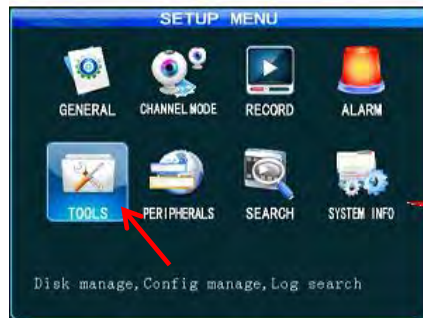 SETUP MENU
GENERAL CHANNEL MODE RECORD ALARM
TOOLS PERIPHERALS SEARCH SYSTEM INFO
Disk manage,Config manage,Log search